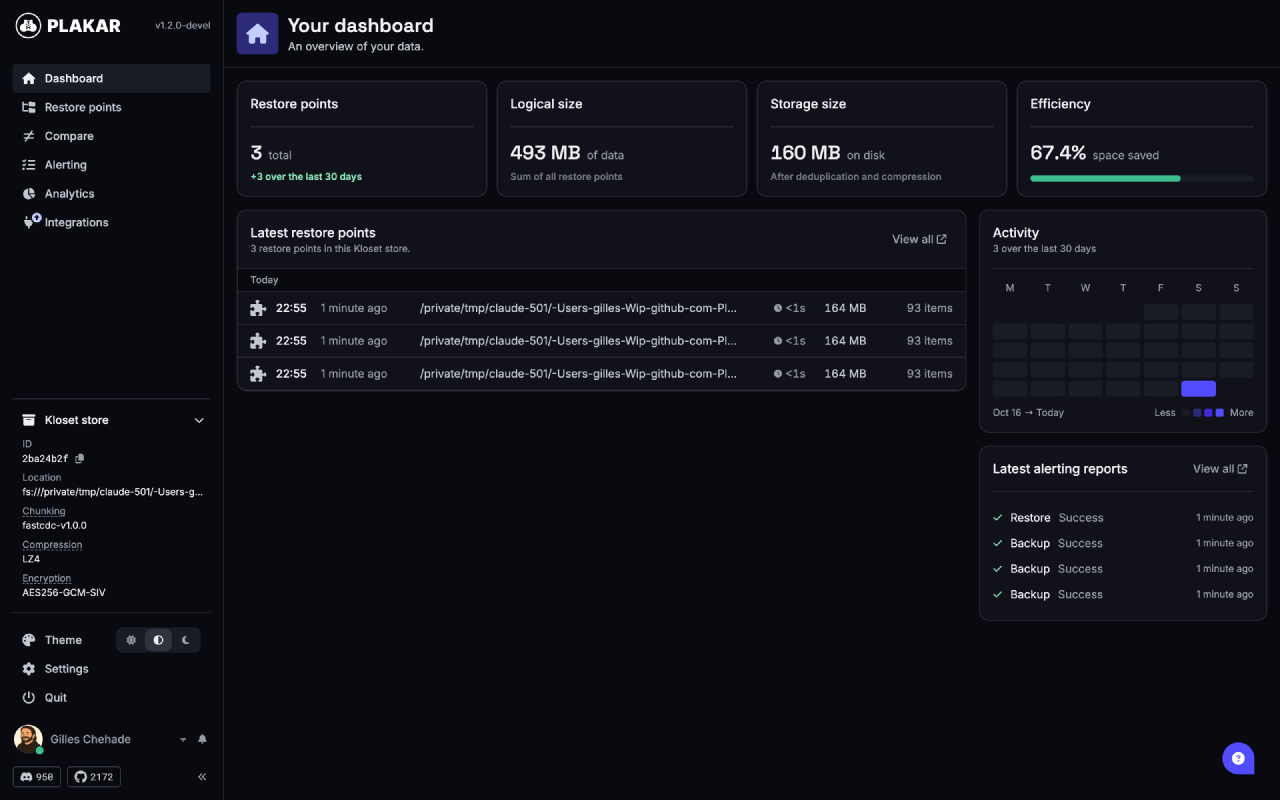 PLAKAR
v1.2.0-devel
Dashboard
Restore points
Compare
Alerting
Analytics
Integrations
Kloset store
ID
2ba24b2f
Location
fs:///private/tmp/claude-501/-Users-g...
Chunking
fastcdc-v1.0.0
Compression
LZ4
Encryption
AES256-GCM-SIV
Theme
Settings
Quit
Gilles Chehade
950 2172
Your dashboard
An overview of your data.
Restore points
3 total
+3 over the last 30 days
Logical size
493 MB of data
Sum of all restore points
Storage size
160 MB on disk
After deduplication and compression
Efficiency
67.4% space saved
Latest restore points
3 restore points in this Kloset store.
View all
Today
22:55 1 minute ago /private/tmp/claude-501/-Users-gilles-Wip-github-com-Pl... <1s 164 MB 93 items
22:55 1 minute ago /private/tmp/claude-501/-Users-gilles-Wip-github-com-Pl... <1s 164 MB 93 items
22:55 1 minute ago /private/tmp/claude-501/-Users-gilles-Wip-github-com-Pl... <1s 164 MB 93 items
Activity
3 over the last 30 days
M T W T F S S
Oct 16 → Today Less More
Latest alerting reports View all
Restore Success 1 minute ago
Backup Success 1 minute ago
Backup Success 1 minute ago
Backup Success 1 minute ago